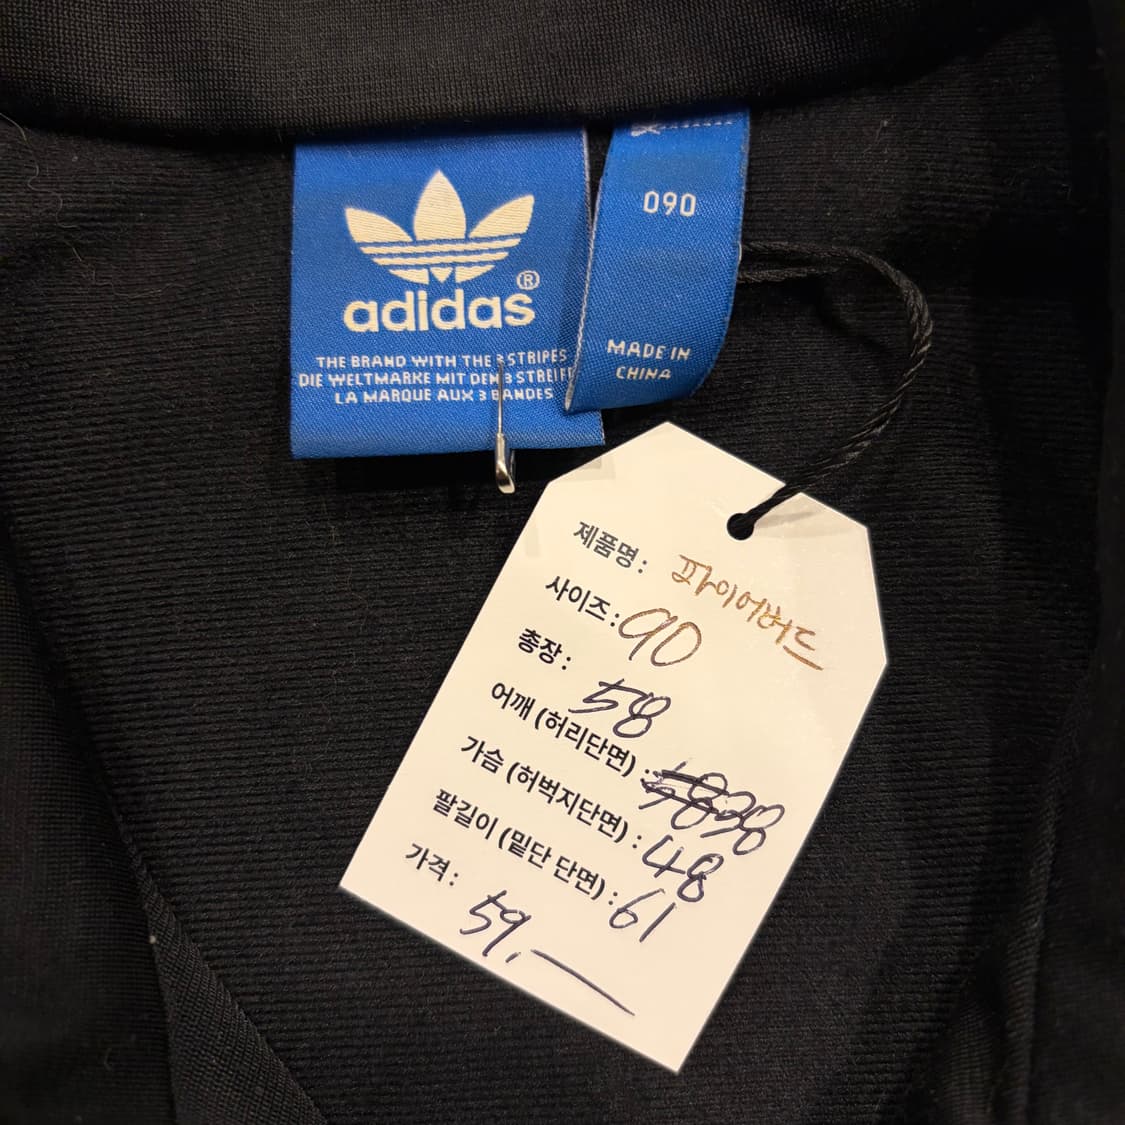 adidas®
THE BRAND WITH THE 3 STRIPES
DIE WELTMARKE MIT DEN 3 STREIF
LA MARQUE AUX 3 BANDES
090
MADE IN
CHINA
제품명: 파이어버드
사이즈: 90
총장: 58
어깨 (허리단면) : 38
가슴 (허벅지단면) : 48
팔길이 (밑단 단면) : 61
가격: 59,—